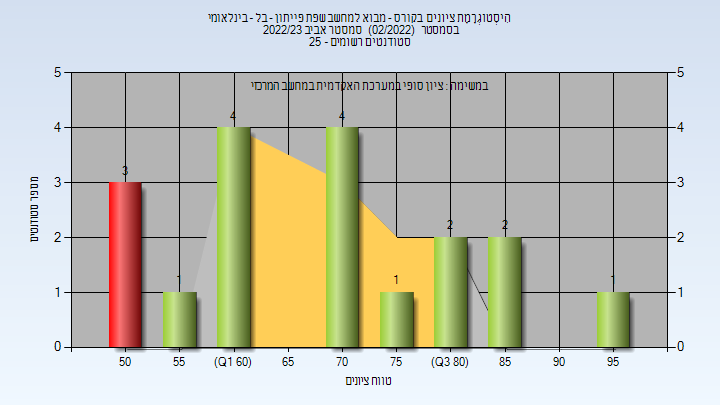 היסטוגרמת ציונים בקורס - מבוא למחשב שפת פייתון - בל - בינלאומי
בסמסטר (02/2022) סמסטר אביב 2022/23
סטודנטים רשומים - 25
במשימה: ציון סופי במערכת האקדמית במחשב המרכזי
5 5
4 4
3 3
2 2
1 1
0 0
3 1 4 4 1 2 2 1
מספר סטודנטים
50 55 (Q1 60) 65 70 75 (Q3 80) 85 90 95
טווח ציונים